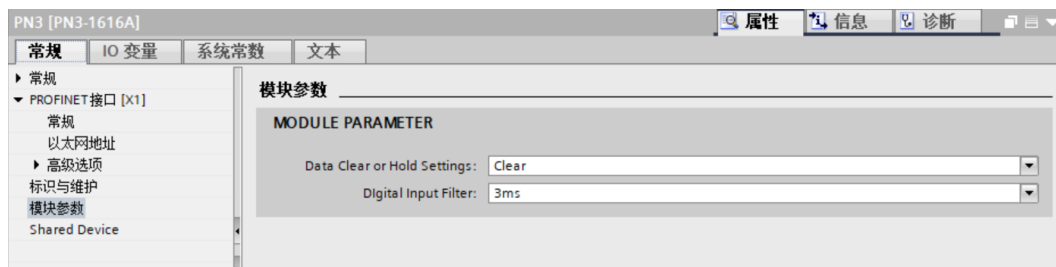 PN3 [PN3-1616A]
属性 信息 诊断
常规 IO 变量 系统常数 文本
常规
PROFINET接口 [X1]
常规
以太网地址
高级选项
标识与维护
模块参数
Shared Device
模块参数
MODULE PARAMETER
Data Clear or Hold Settings: Clear
DIgital Input Filter: 3ms